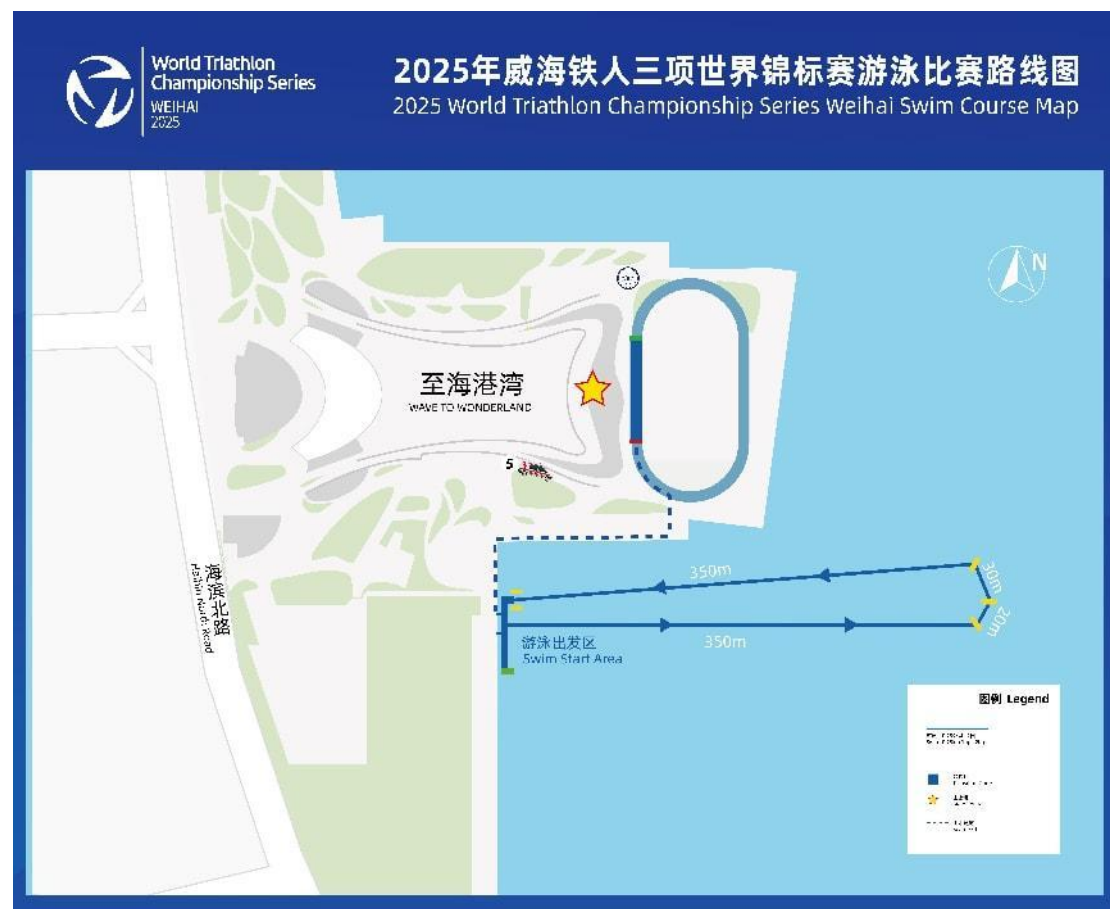 World Triathlon
Championship Series
WEIHAI
2025
2025年威海铁人三项世界锦标赛游泳比赛路线图
2025 World Triathlon Championship Series Weihai Swim Course Map
N
至海港湾
WAVE TO WONDERLAND
5
海滨北路
Haibin North Road
350m
30m
20m
350m
游泳出发区
Swim Start Area
图例 Legend